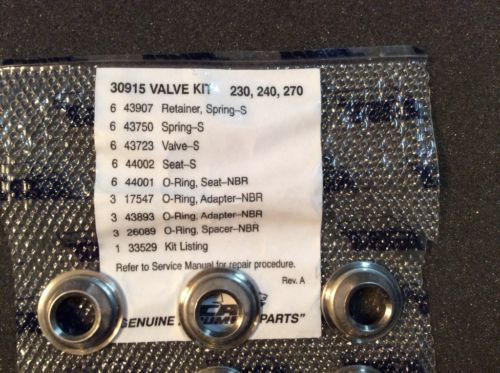 30915 VALVE KIT 230, 240, 270
6 43907 Retainer, Spring–S
6 43750 Spring–S
6 43723 Valve–S
6 44002 Seat–S
6 44001 O-Ring, Seat–NBR
3 17547 O-Ring, Adapter–NBR
3 43893 O-Ring, Adapter–NBR
3 26089 O-Ring, Spacer–NBR
1 33529 Kit Listing
Refer to Service Manual for repair procedure.
Rev. A
PARTS"